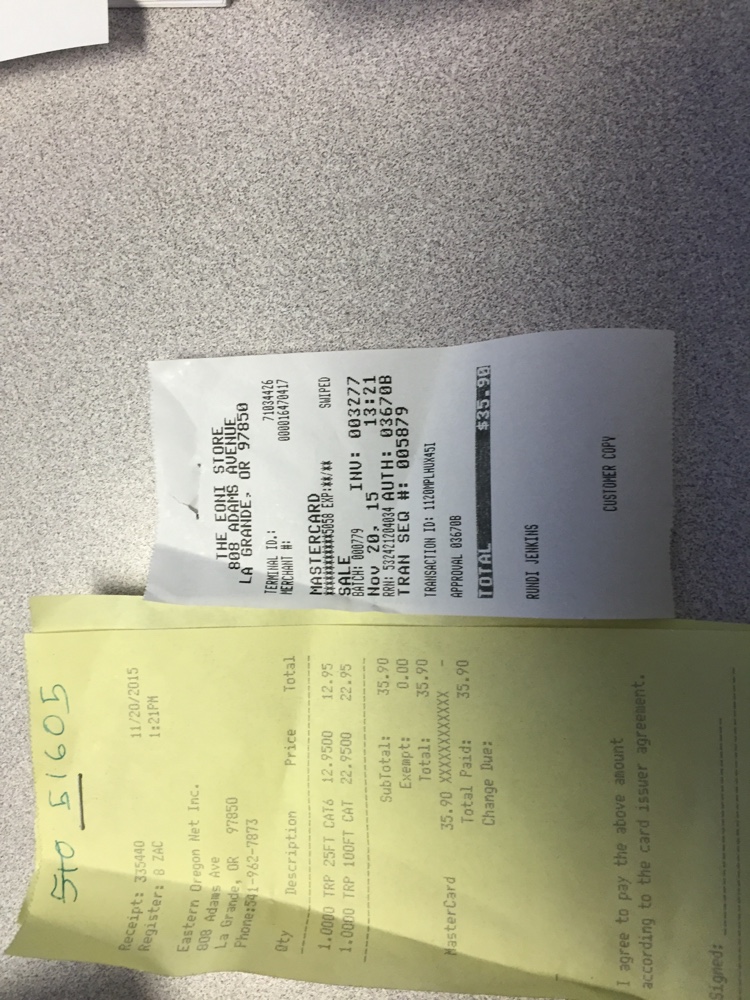 5to 51605
Receipt: 335440 11/20/2015
Register: 8 ZAC 1:21PM
Eastern Oregon Net Inc.
808 Adams Ave
La Grande, OR 97850
Phone:541-962-7873
Qty Description Price Total
1.0000 TRP 25FT CAT6 12.9500 12.95
1.0000 TRP 100FT CAT 22.9500 22.95
SubTotal: 35.90
Exempt: 0.00
Total: 35.90
MasterCard 35.90 XXXXXXXXXXXXX -
Total Paid: 35.90
Change Due:
I agree to pay the above amount
according to the card issuer agreement.
Signed:
THE EONI STORE
808 ADAMS AVENUE
LA GRANDE, OR 97850
TERMINAL ID.: 71034426
MERCHANT #: 000016470417
MASTERCARD
************5058 EXP:**/** SWIPED
SALE
BATCH: 000779 INV: 003277
Nov 20, 15 13:21
RRN: 532421204034 AUTH: 03670B
TRAN SEQ #: 005879
TRANSACTION ID: 1120MPLHUX45I
APPROVAL 03670B
TOTAL $35.90
RUNDI JENKINS
CUSTOMER COPY